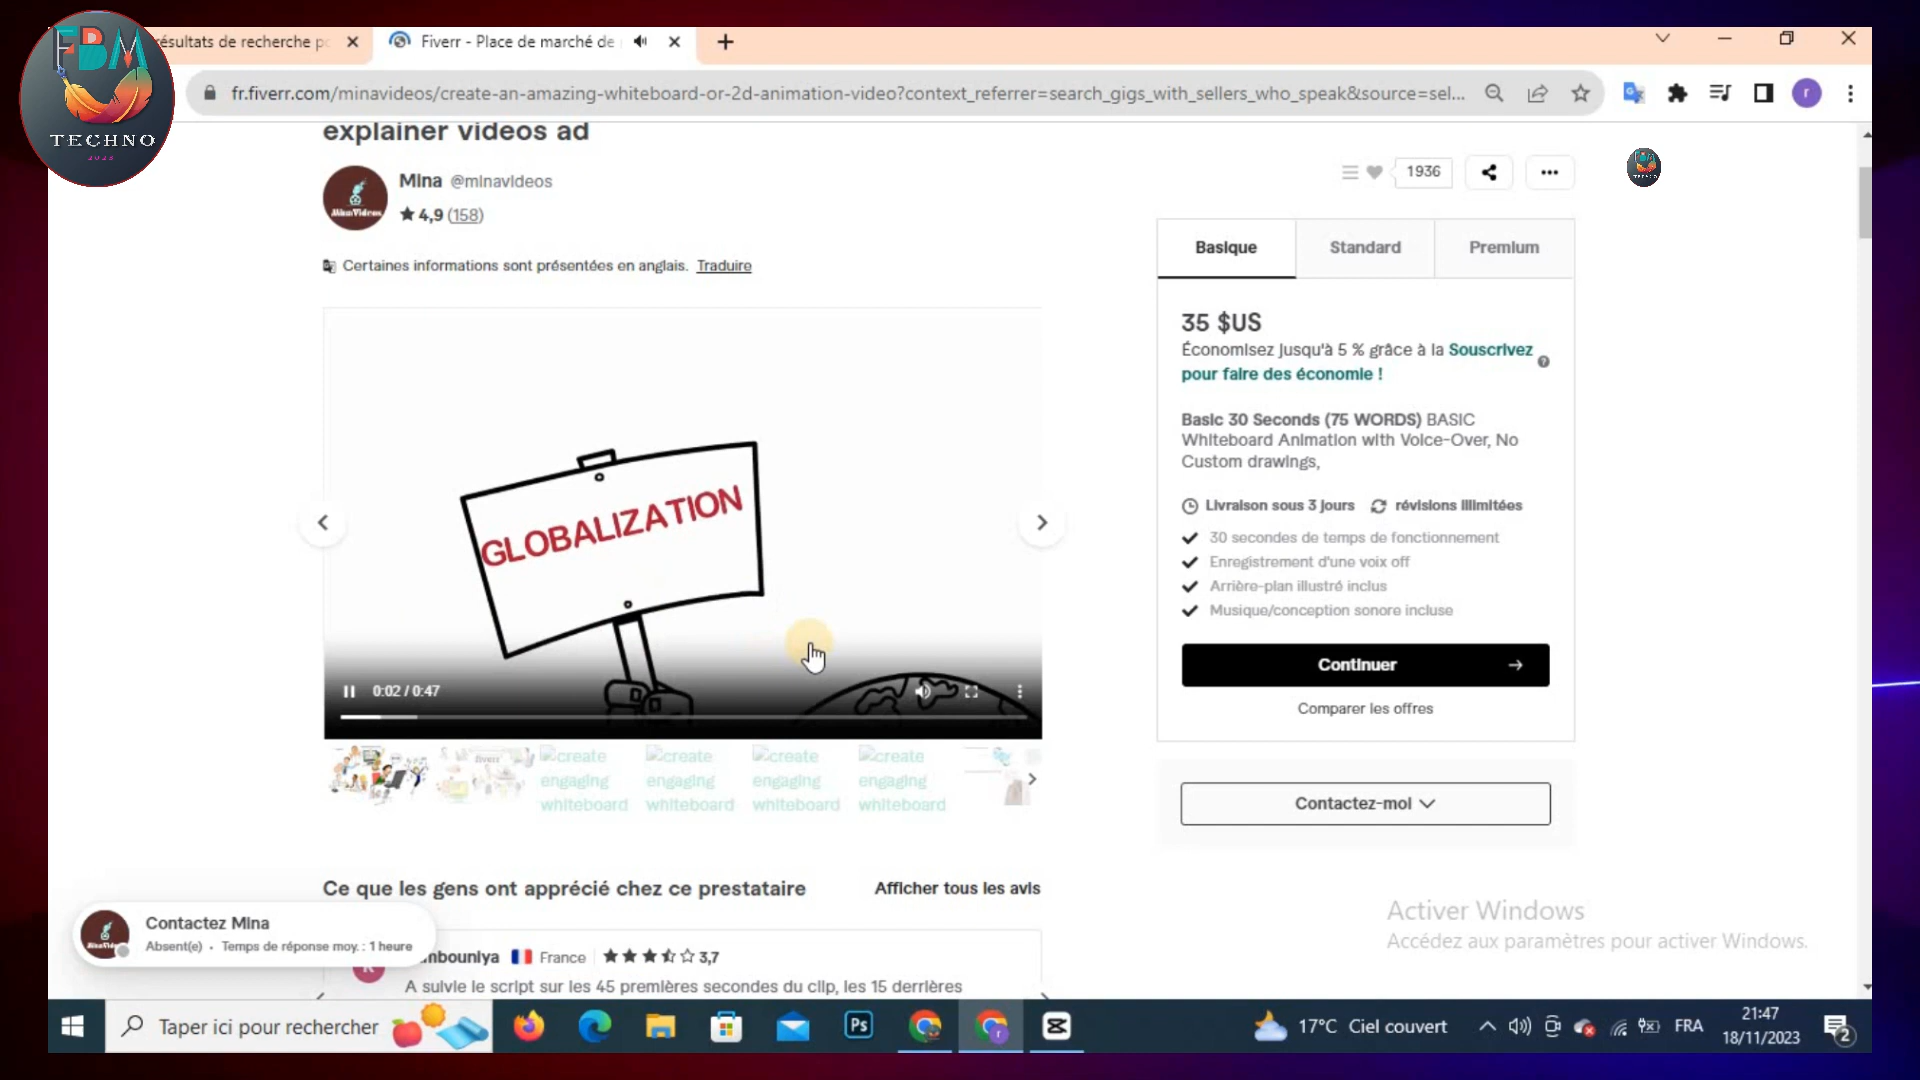 FBM
TECHNO
2023
résultats de recherche po
Fiverr - Place de marché de
fr.fiverr.com/minavideos/create-an-amazing-whiteboard-or-2d-animation-video?context_referrer=search_gigs_with_sellers_who_speak&source=sel...
r
explainer videos ad
Mina @minavideos
4,9 (158)
1936
Certaines informations sont présentées en anglais. Traduire
Basique
Standard
Premium
35 $US
Économisez jusqu'à 5 % grâce à la Souscrivez
pour faire des économie !
Basic 30 Seconds (75 WORDS) BASIC
Whiteboard Animation with Voice-Over, No
Custom drawings,
Livraison sous 3 jours
révisions illimitées
30 secondes de temps de fonctionnement
Enregistrement d'une voix off
Arrière-plan illustré inclus
Musique/conception sonore incluse
Continuer
Comparer les offres
Contactez-moi
GLOBALIZATION
0:02 / 0:47
fiverr
create
engaging
whiteboard
create
engaging
whiteboard
create
engaging
whiteboard
create
engaging
whiteboard
Ce que les gens ont apprécié chez ce prestataire
Afficher tous les avis
Contactez Mina
Absent(e) • Temps de réponse moy. : 1 heure
mbouniya
France
3,7
A suivie le script sur les 45 premières secondes du clip, les 15 derrières
Activer Windows
Accédez aux paramètres pour activer Windows.
Taper ici pour rechercher
Ps
17°C Ciel couvert
FRA
21:47
18/11/2023
2